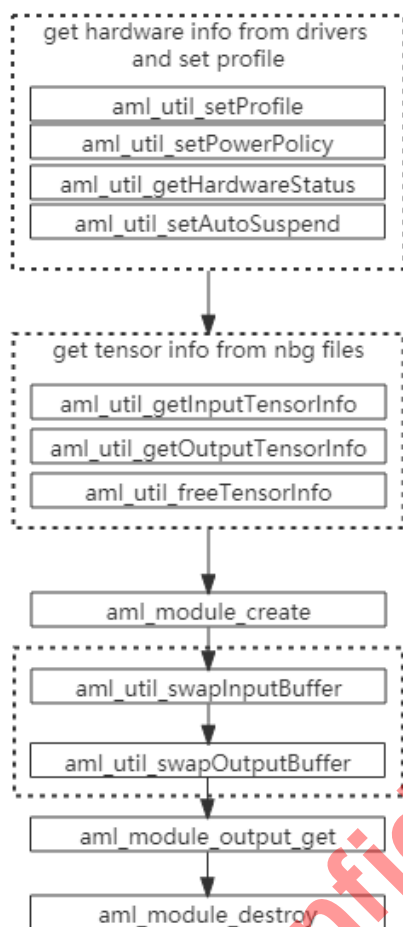 get hardware info from drivers
and set profile
aml_util_setProfile
aml_util_setPowerPolicy
aml_util_getHardwareStatus
aml_util_setAutoSuspend
get tensor info from nbg files
aml_util_getInputTensorInfo
aml_util_getOutputTensorInfo
aml_util_freeTensorInfo
aml_module_create
aml_util_swapInputBuffer
aml_util_swapOutputBuffer
aml_module_output_get
aml_module_destroy